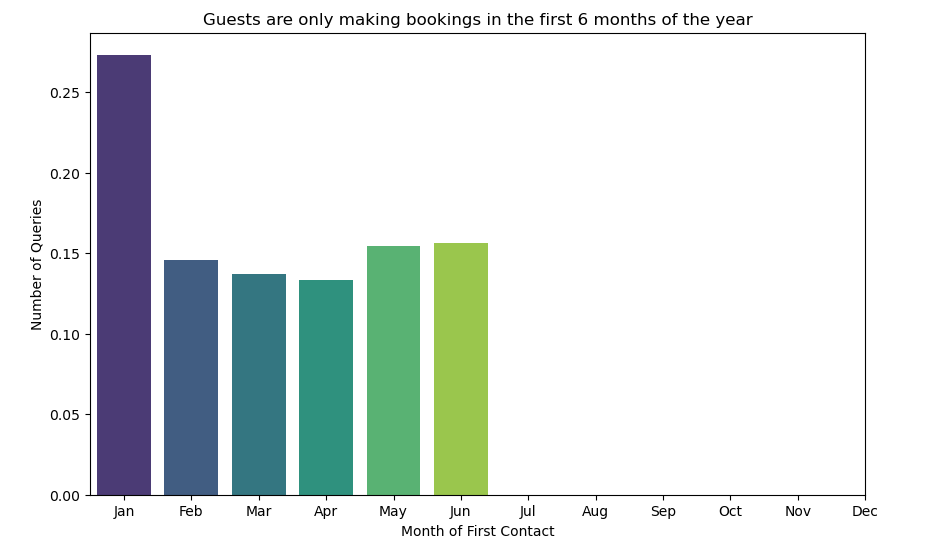 Guests are only making bookings in the first 6 months of the year
Number of Queries
0.25
0.20
0.15
0.10
0.05
0.00
Jan Feb Mar Apr May Jun Jul Aug Sep Oct Nov Dec
Month of First Contact